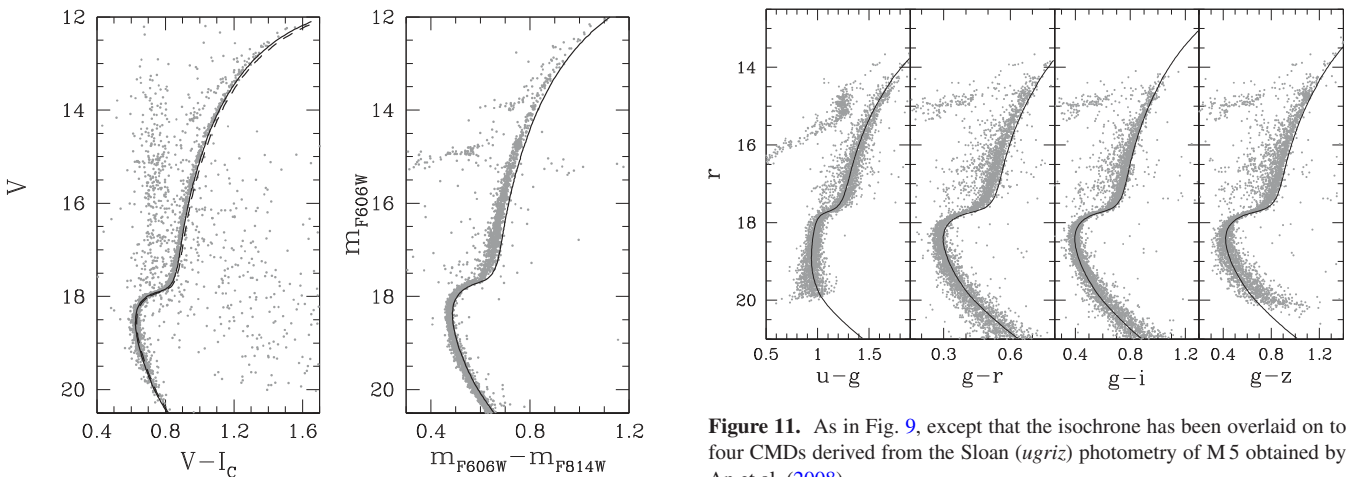 12
14
16
18
20
V
0.4 0.8 1.2 1.6
V−I_C
12
14
16
18
20
m_F606W
0.4 0.8 1.2
m_F606W−m_F814W
14
16
18
20
r
0.5 1 1.5
u−g
0.3 0.6
g−r
0.4 0.8 1.2
g−i
0.4 0.8 1.2
g−z
Figure 11. As in Fig. 9, except that the isochrone has been overlaid on to
four CMDs derived from the Sloan (ugriz) photometry of M 5 obtained by
An et al. (2008).